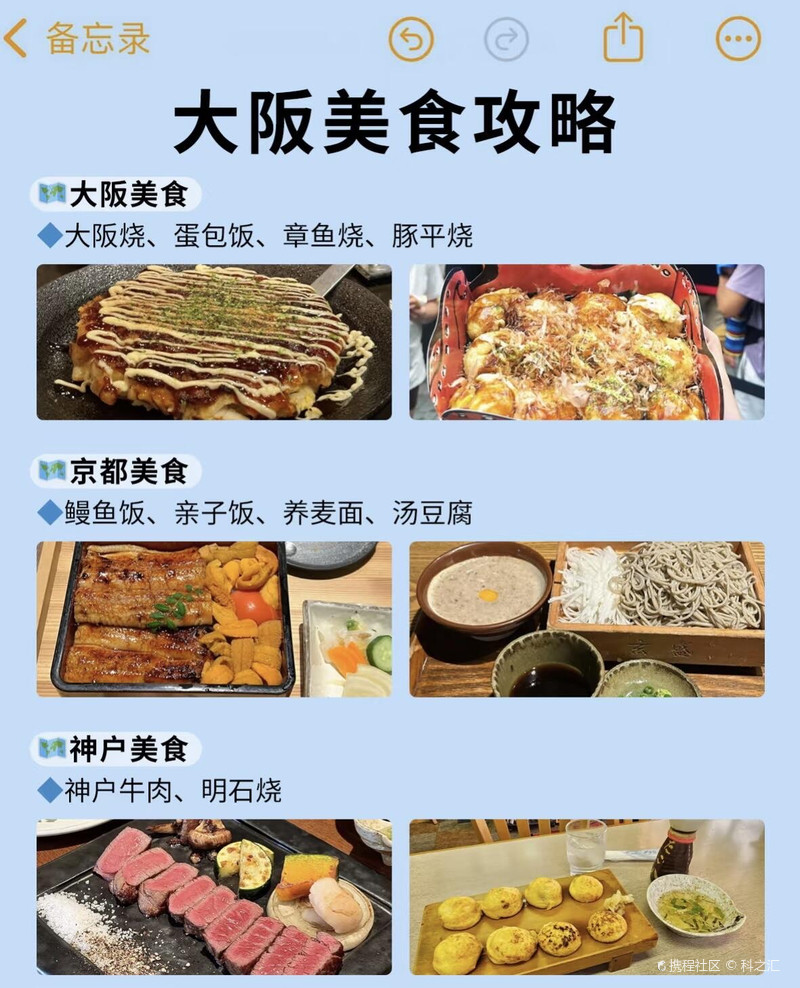 备忘录
大阪美食攻略
大阪美食
大阪烧、蛋包饭、章鱼烧、豚平烧
京都美食
鳗鱼饭、亲子饭、养麦面、汤豆腐
神户美食
神户牛肉、明石烧
携程社区 © 科之汇